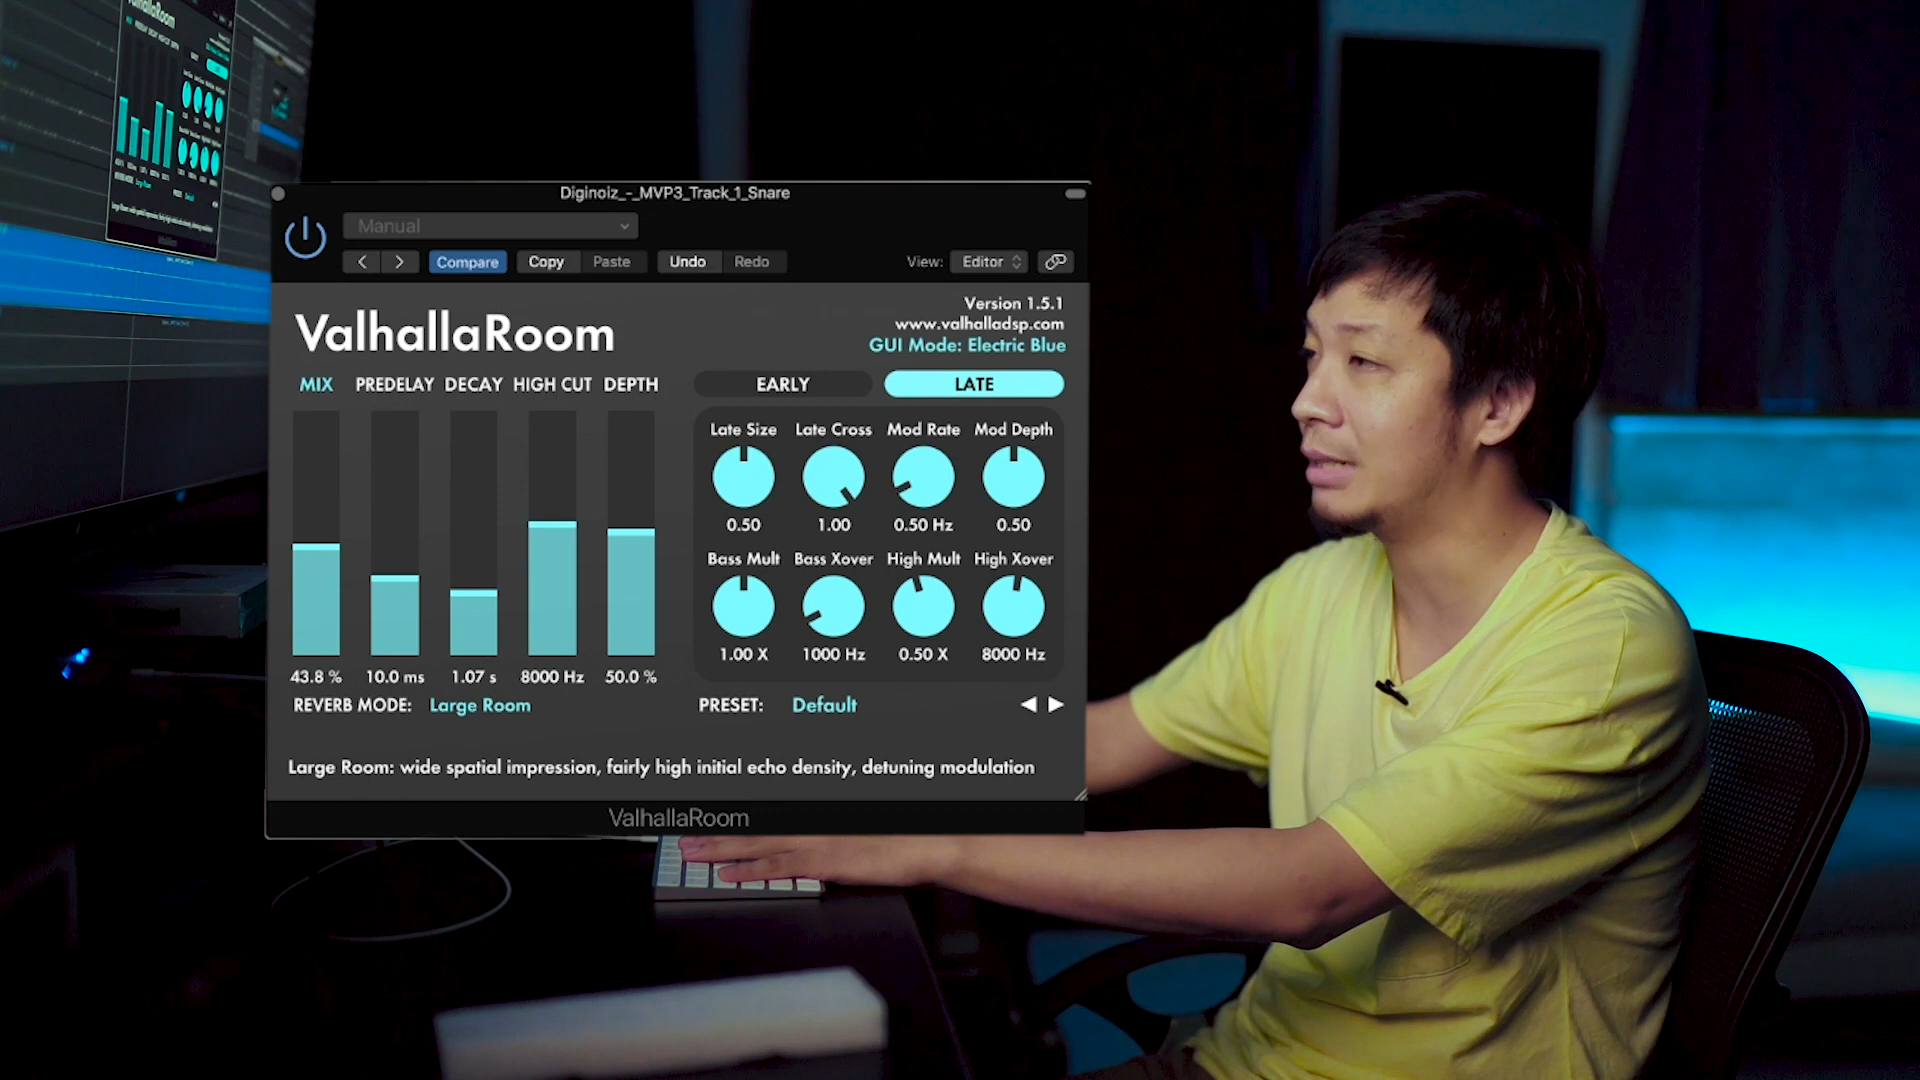 Diginoiz_-_MVP3_Track_1_Snare
Manual
Compare Copy Paste Undo Redo View: Editor
Version 1.5.1
www.valhalladsp.com
GUI Mode: Electric Blue
ValhallaRoom
MIX PREDELAY DECAY HIGH CUT DEPTH
EARLY LATE
Late Size Late Cross Mod Rate Mod Depth
0.50 1.00 0.50 Hz 0.50
Bass Mult Bass Xover High Mult High Xover
1.00 X 1000 Hz 0.50 X 8000 Hz
43.8 % 10.0 ms 1.07 s 8000 Hz 50.0 %
REVERB MODE: Large Room
PRESET: Default
Large Room: wide spatial impression, fairly high initial echo density, detuning modulation
ValhallaRoom